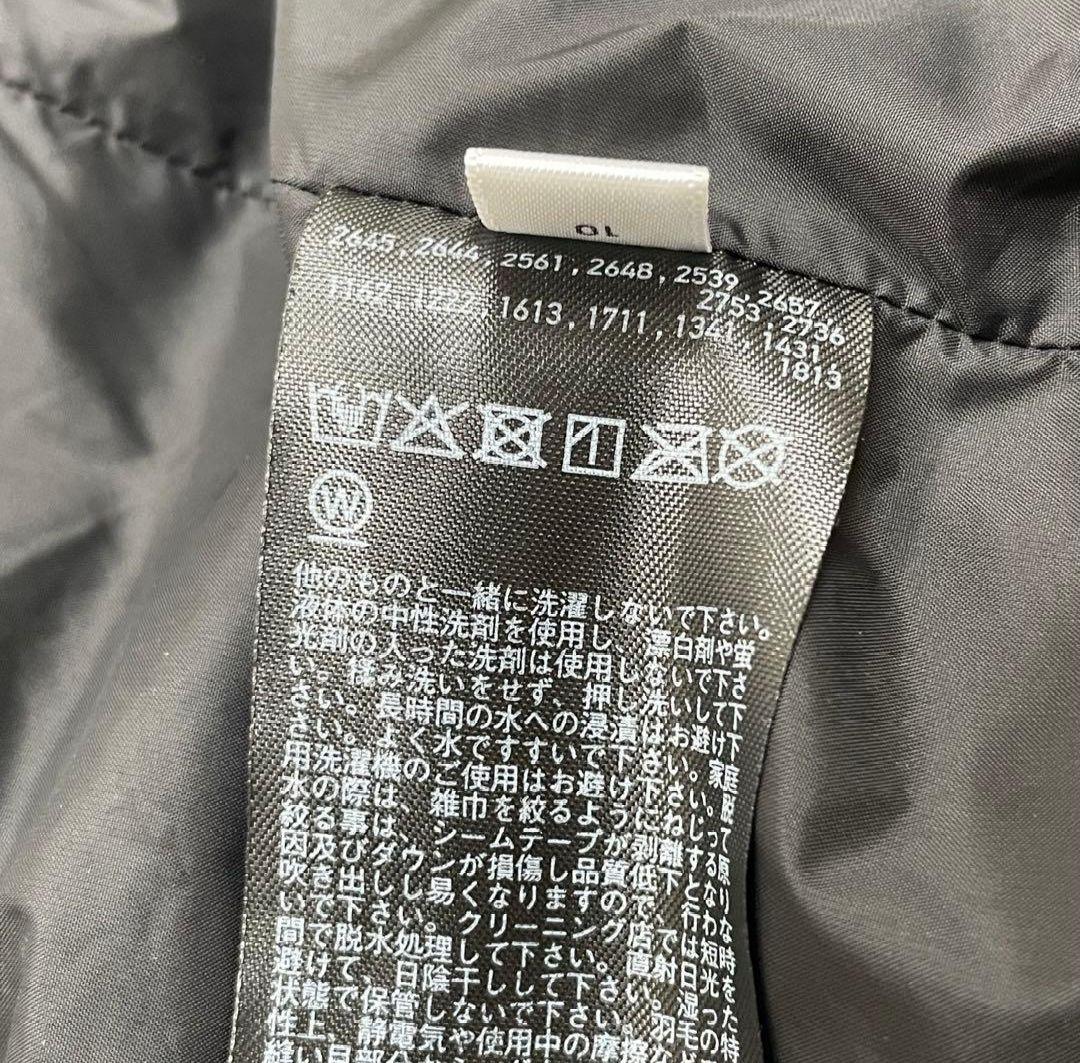 10
2645, 2644, 2561, 2648, 2539, 2657,
2753, 2736
1222, 1613, 1711, 1341, 1431
1813
W
他のものと一緒に洗濯しないで下さい。
液体の中性洗剤を使用し、漂白剤や蛍
光剤の入った洗剤は使用しないで下さ
い。揉み洗いをせず、押し洗いして下
さい。長時間の水への浸漬はお避け下
さい。よく水ですすいで下さい。家庭
用洗濯機のご使用はお避け下さい。脱
水の際は、雑巾を絞るようにねじって
絞る事は、シームテープが剥離する原
因及びダウンが損傷し
吹き出し易くなります
いで下さい。クリーニング店で短時
間で脱水処理して下さい。直射日光を
避けて、日陰干しして下さい。湿った
状態で保管しないで下さい。羽毛の特
性上、静電気や使用中の摩擦など
縫い目部